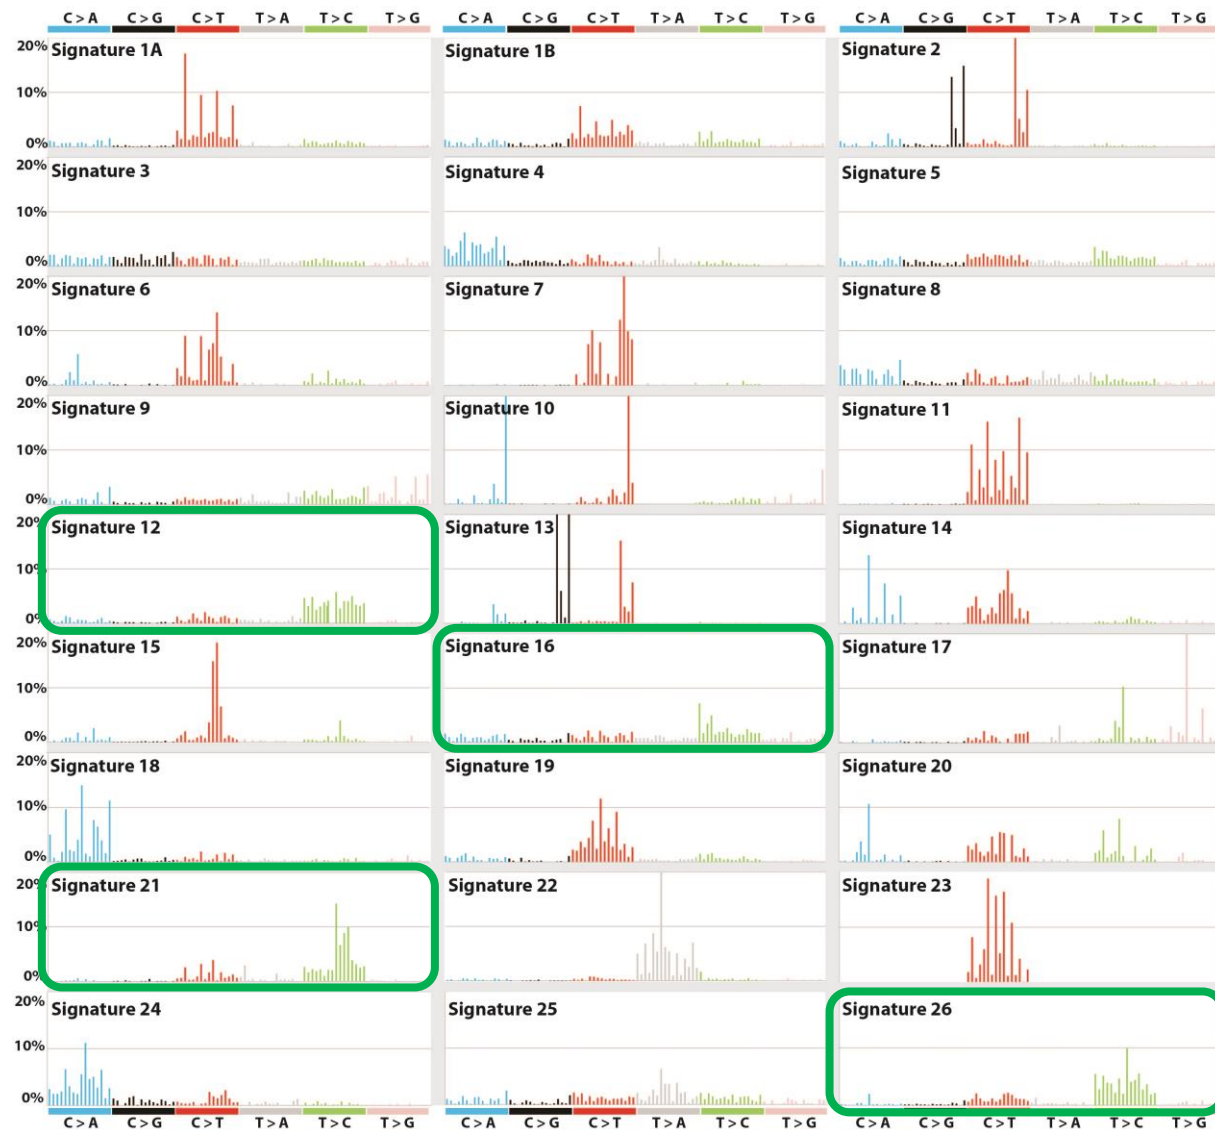 C > A C > G C > T T > A T > C T > G C > A C > G C > T T > A T > C T > G C > A C > G C > T T > A T > C T > G
20% Signature 1A Signature 1B Signature 2
10%
0%
20% Signature 3 Signature 4 Signature 5
10%
0%
20% Signature 6 Signature 7 Signature 8
10%
0%
20% Signature 9 Signature 10 Signature 11
10%
0%
20% Signature 12 Signature 13 Signature 14
10%
0%
20% Signature 15 Signature 16 Signature 17
10%
0%
20% Signature 18 Signature 19 Signature 20
10%
0%
20% Signature 21 Signature 22 Signature 23
10%
0%
20% Signature 24 Signature 25 Signature 26
10%
0%
C > A C > G C > T T > A T > C T > G C > A C > G C > T T > A T > C T > G C > A C > G C > T T > A T > C T > G